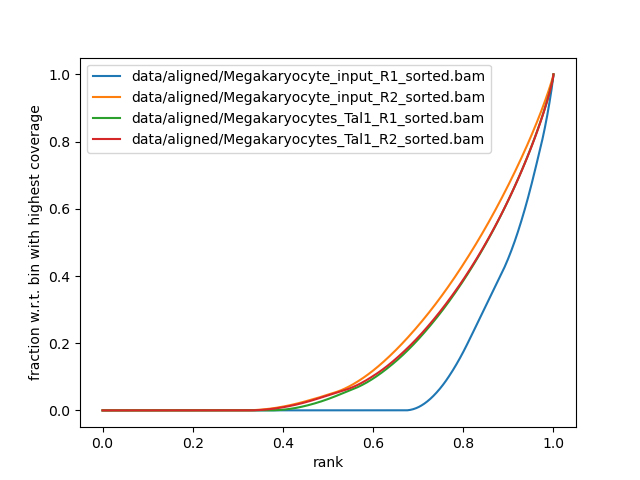 data/aligned/Megakaryocyte_input_R1_sorted.bam
data/aligned/Megakaryocyte_input_R2_sorted.bam
data/aligned/Megakaryocytes_Tal1_R1_sorted.bam
data/aligned/Megakaryocytes_Tal1_R2_sorted.bam
fraction w.r.t. bin with highest coverage
1.0
0.8
0.6
0.4
0.2
0.0
0.0 0.2 0.4 0.6 0.8 1.0
rank